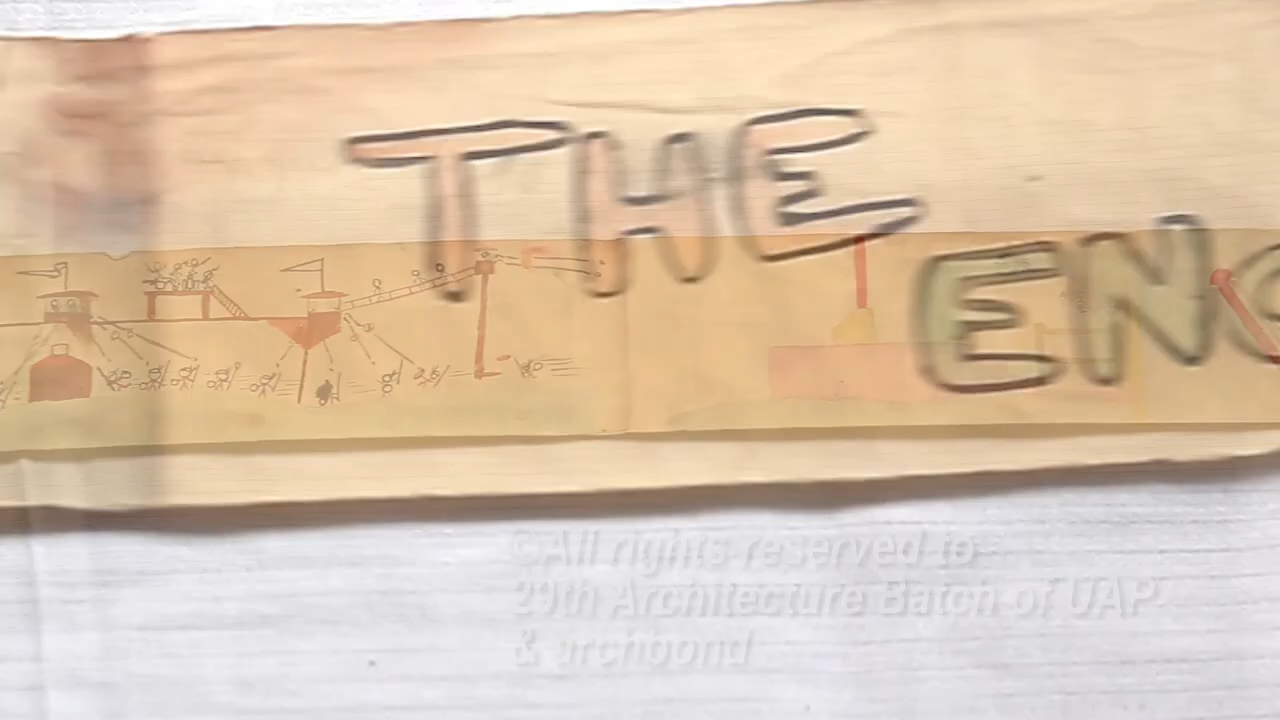 THE
EN
©All rights reserved to
29th Architecture Batch of UAP
& archbond